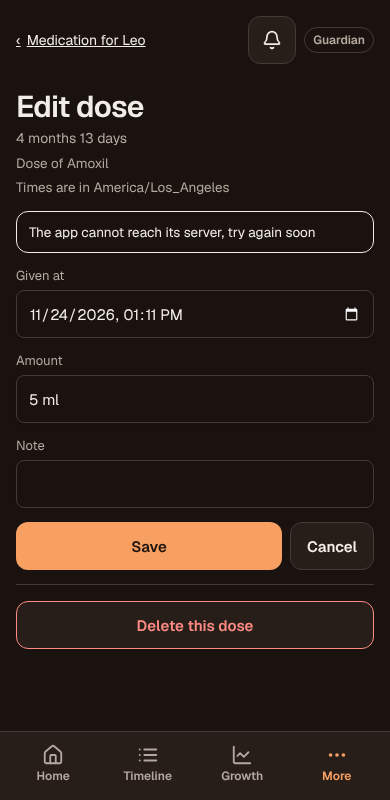 ‹ Medication for Leo
Guardian
Edit dose
4 months 13 days
Dose of Amoxil
Times are in America/Los_Angeles
The app cannot reach its server, try again soon
Given at
11/24/2026, 01:11 PM
Amount
5 ml
Note
Save
Cancel
Delete this dose
Home
Timeline
Growth
More